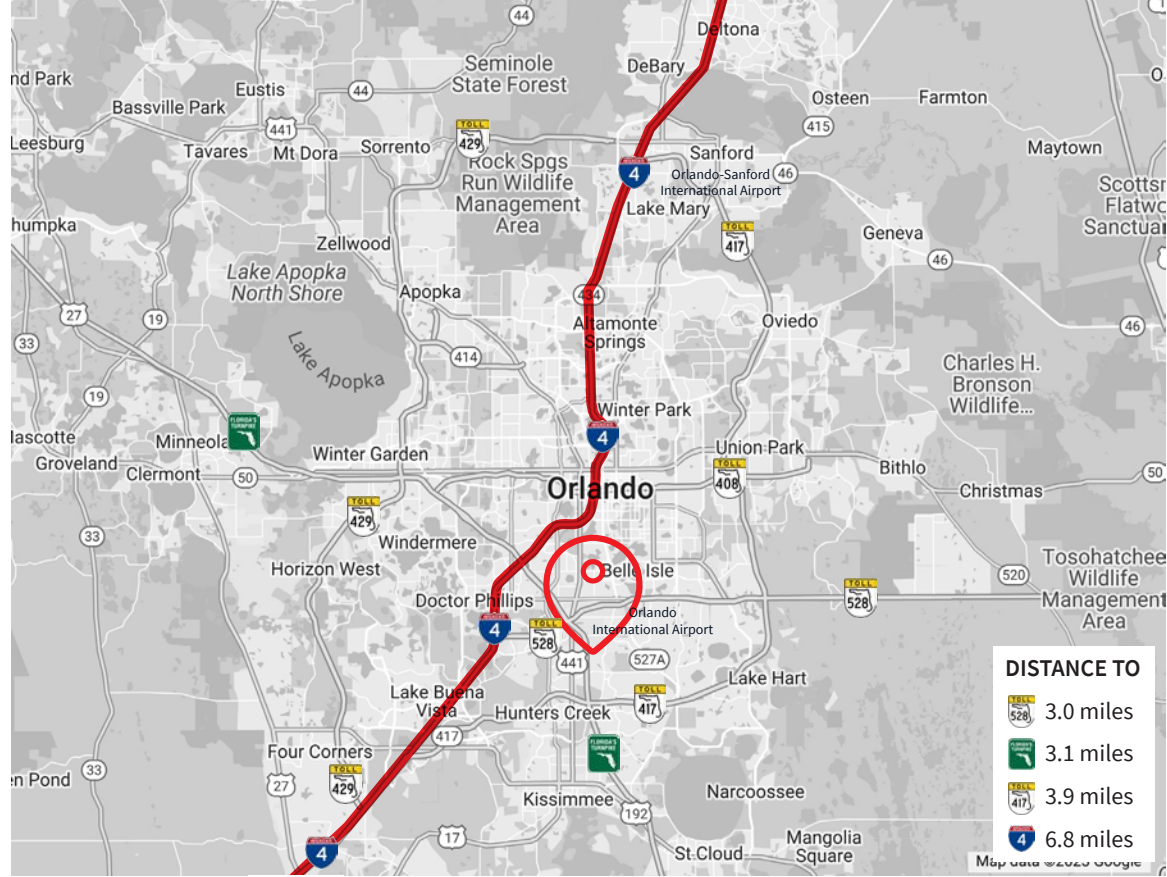 44
Deltona
Seminole
State Forest
DeBary
nd Park
Eustis
44
Bassville Park
Osteen
Farmton
441
TOLL
429
415
Leesburg
Tavares
Mt Dora
Sorrento
Maytown
Sanford
Rock Spgs
Run Wildlife
Management
Area
4
Orlando-Sanford
International Airport
46
Lake Mary
Scottsm
Flatwo
Sanctuar
humpka
TOLL
417
Geneva
Zellwood
46
Lake Apopka
North Shore
Apopka
434
27
19
Altamonte
Springs
Oviedo
46
33
414
Lake Apopka
Charles H.
Bronson
Wildlife...
19
FLORIDA'S
TURNPIKE
Winter Park
4
lascotte
Minneola
Winter Garden
Union Park
Groveland
Clermont
50
TOLL
408
Bithlo
50
Orlando
Christmas
TOLL
429
33
Windermere
Tosohatchee
Wildlife
Management
Area
Horizon West
Belle Isle
520
Doctor Phillips
TOLL
528
Orlando
International Airport
4
TOLL
528
441
527A
Lake Hart
Lake Buena
Vista
TOLL
417
Hunters Creek
417
Four Corners
FLORIDA'S
TURNPIKE
33
en Pond
27
TOLL
429
Kissimmee
Narcoossee
192
17
4
St Cloud
Mangolia
Square
DISTANCE TO
TOLL
528
3.0 miles
FLORIDA'S
TURNPIKE
3.1 miles
TOLL
417
3.9 miles
4
6.8 miles
Map data ©2023 Google